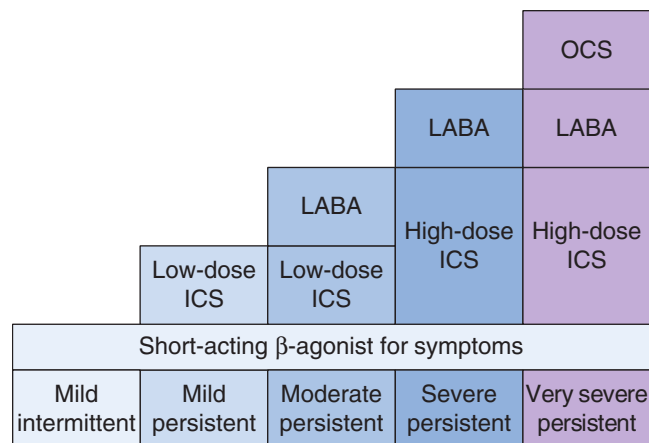 OCS
LABA
LABA
LABA
High-dose
ICS
High-dose
ICS
Low-dose
ICS
Low-dose
ICS
Short-acting β-agonist for symptoms
Mild
intermittent
Mild
persistent
Moderate
persistent
Severe
persistent
Very severe
persistent